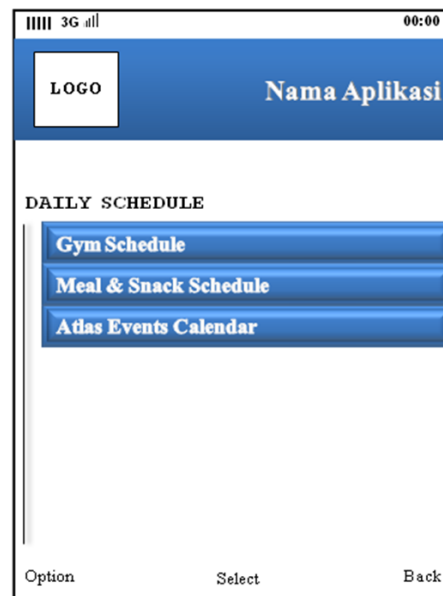 3G 00:00
LOGO
Nama Aplikasi
DAILY SCHEDULE
Gym Schedule
Meal & Snack Schedule
Atlas Events Calendar
Option Select Back